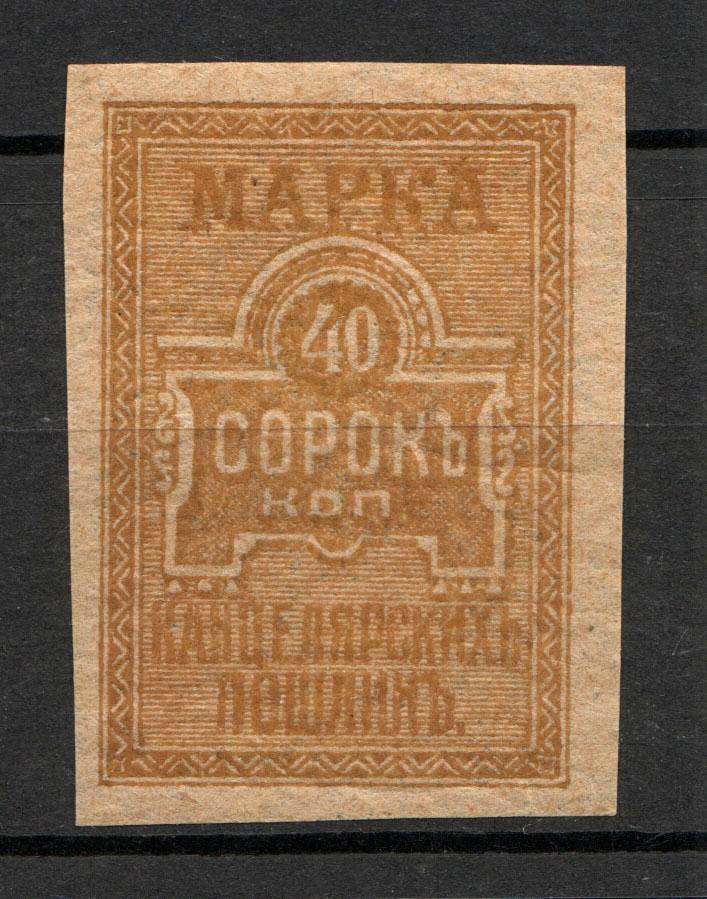 МАРКА
40
СОРОКЪ
КОП
КАНЦЕЛЯРСКИХЪ
ПОШЛИНЪ.